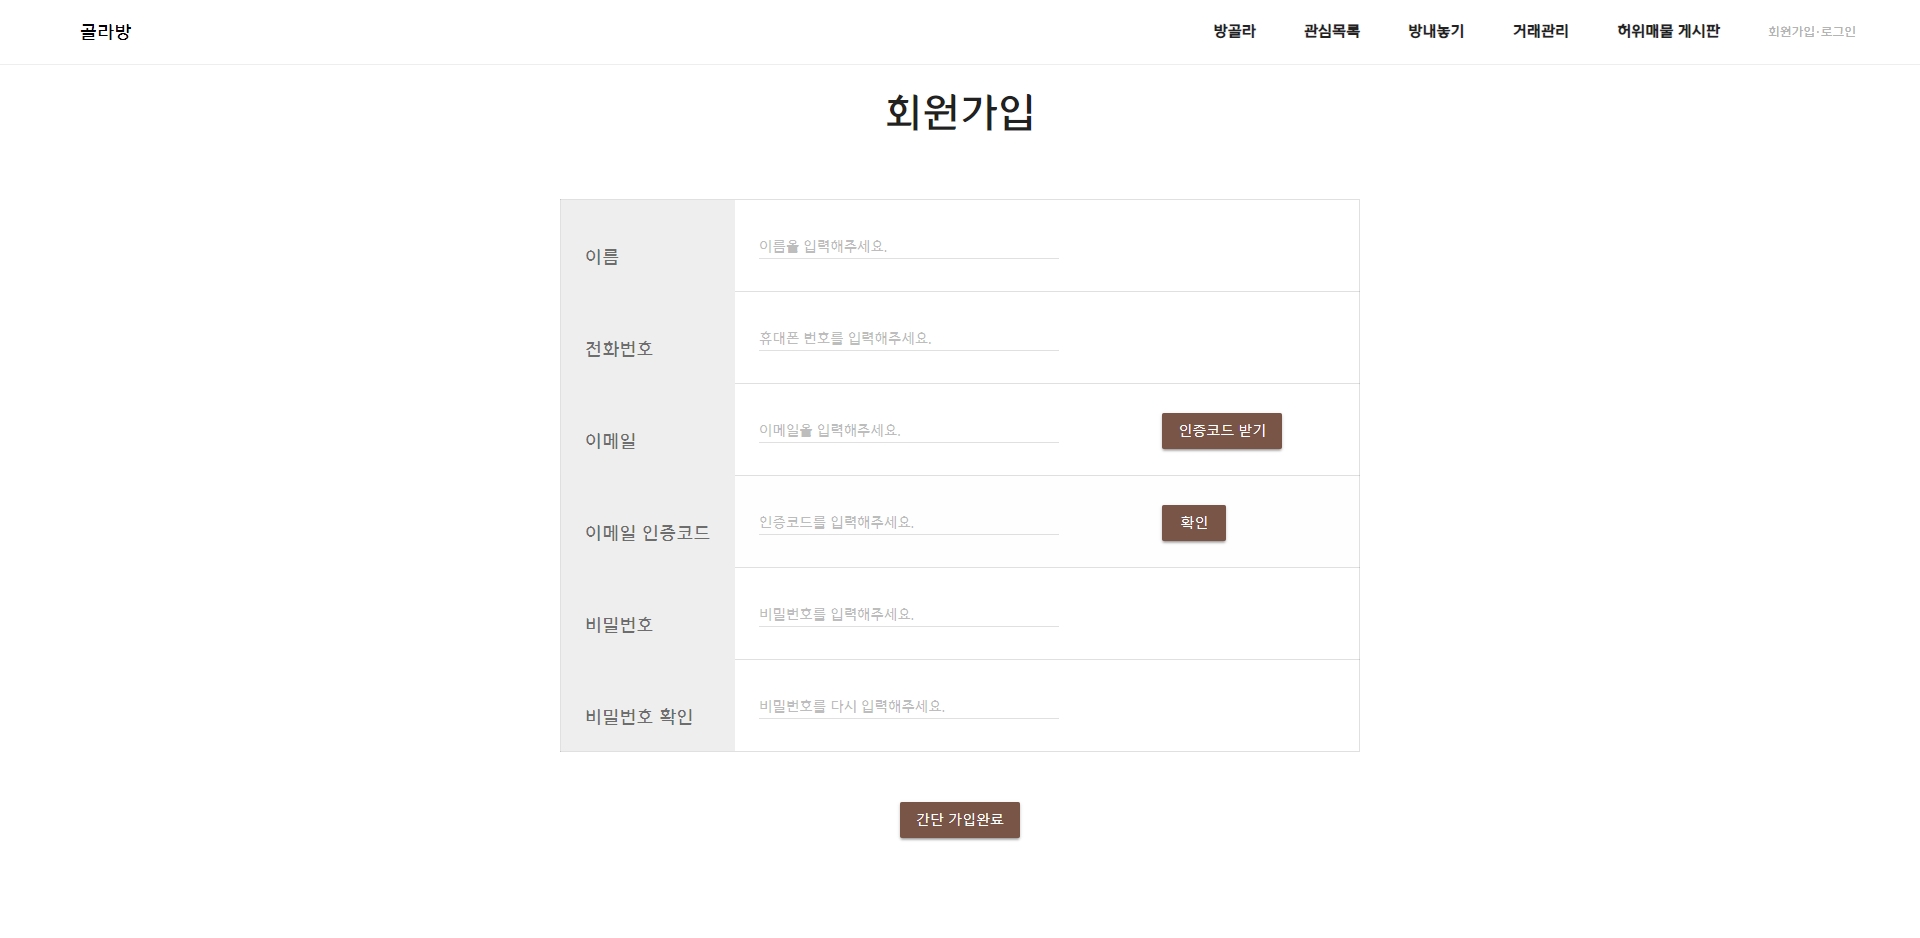 골라방
방골라 관심목록 방내놓기 거래관리 허위매물 게시판 회원가입·로그인
회원가입
이름 이름을 입력해주세요.
전화번호 휴대폰 번호를 입력해주세요.
이메일 이메일을 입력해주세요. 인증코드 받기
이메일 인증코드 인증코드를 입력해주세요. 확인
비밀번호 비밀번호를 입력해주세요.
비밀번호 확인 비밀번호를 다시 입력해주세요.
간단 가입완료